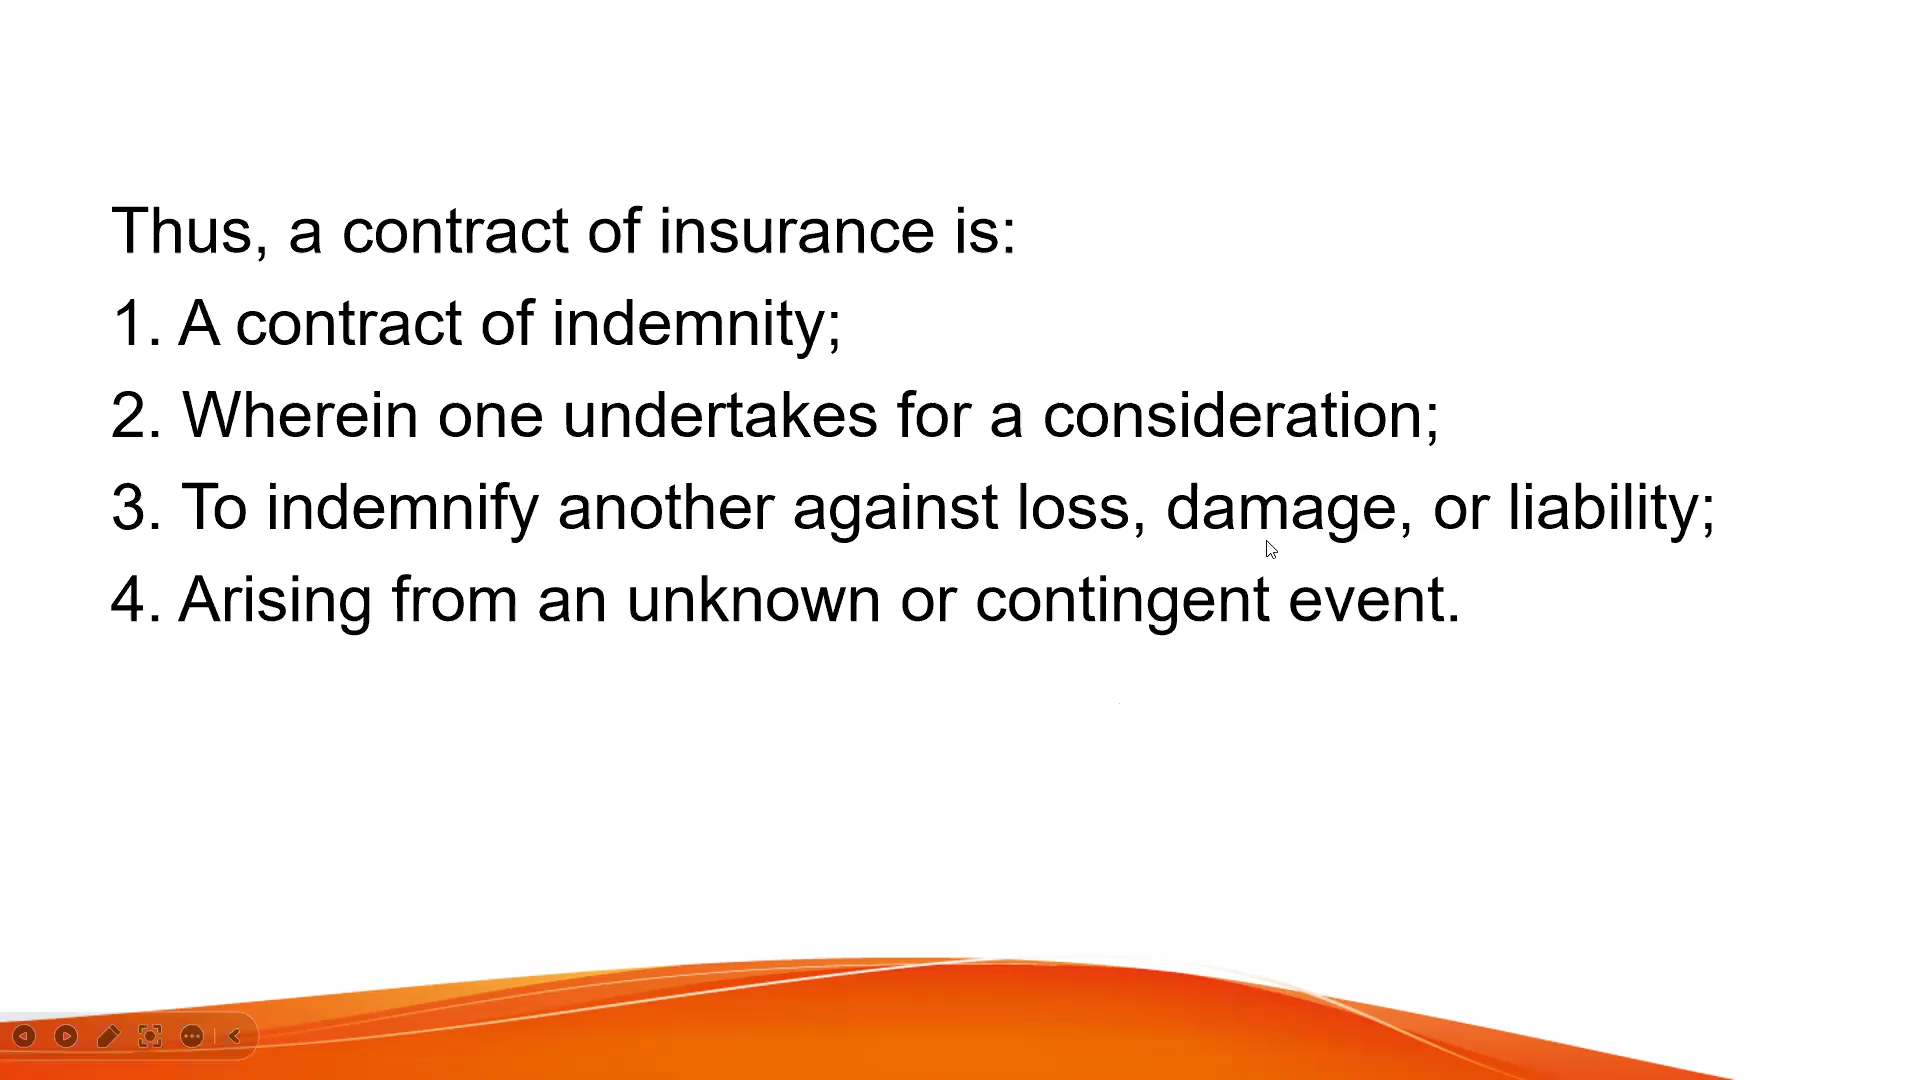 Thus, a contract of insurance is:
1. A contract of indemnity;
2. Wherein one undertakes for a consideration;
3. To indemnify another against loss, damage, or liability;
4. Arising from an unknown or contingent event.